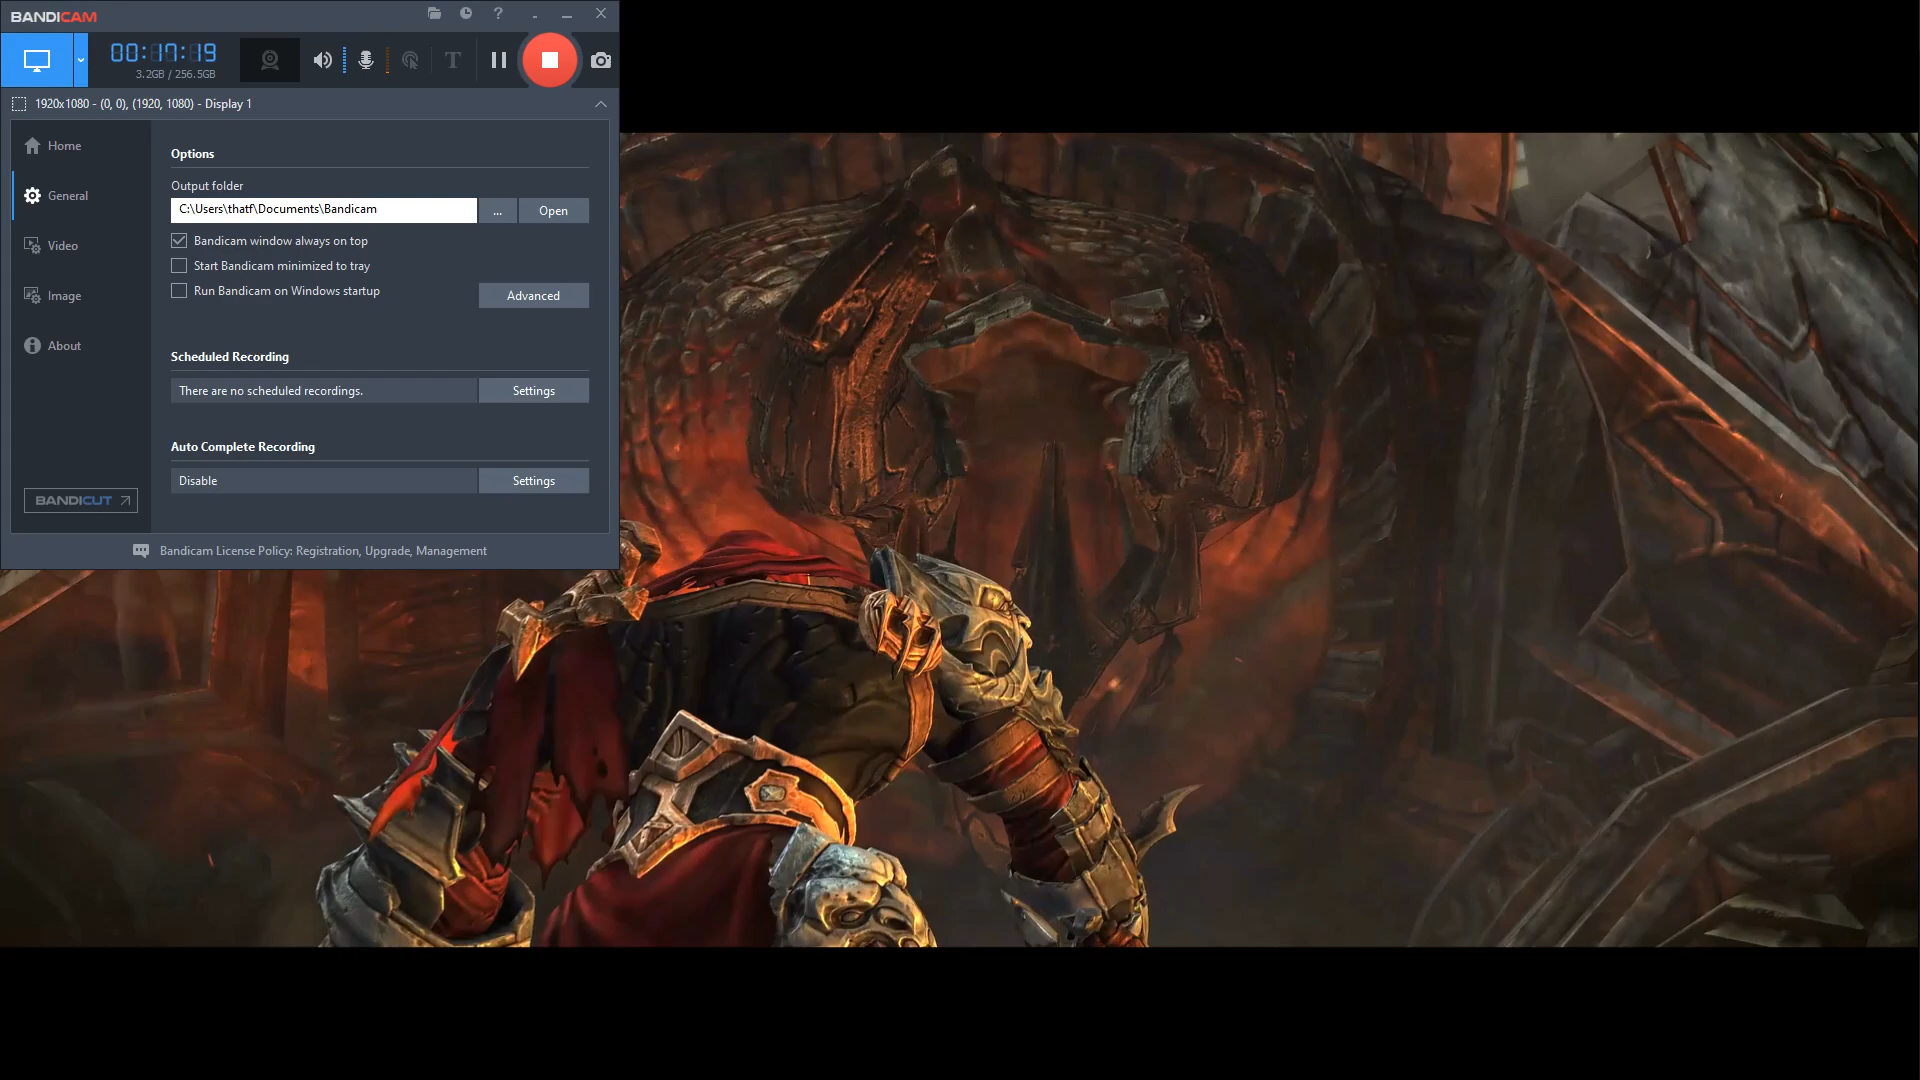 BANDICAM
00:17:19
3.2GB / 256.5GB
T
1920x1080 - (0, 0), (1920, 1080) - Display 1
Home
General
Video
Image
About
BANDICUT
Options
Output folder
C:\Users\thatf\Documents\Bandicam
...
Open
Bandicam window always on top
Start Bandicam minimized to tray
Run Bandicam on Windows startup
Advanced
Scheduled Recording
There are no scheduled recordings.
Settings
Auto Complete Recording
Disable
Settings
Bandicam License Policy: Registration, Upgrade, Management